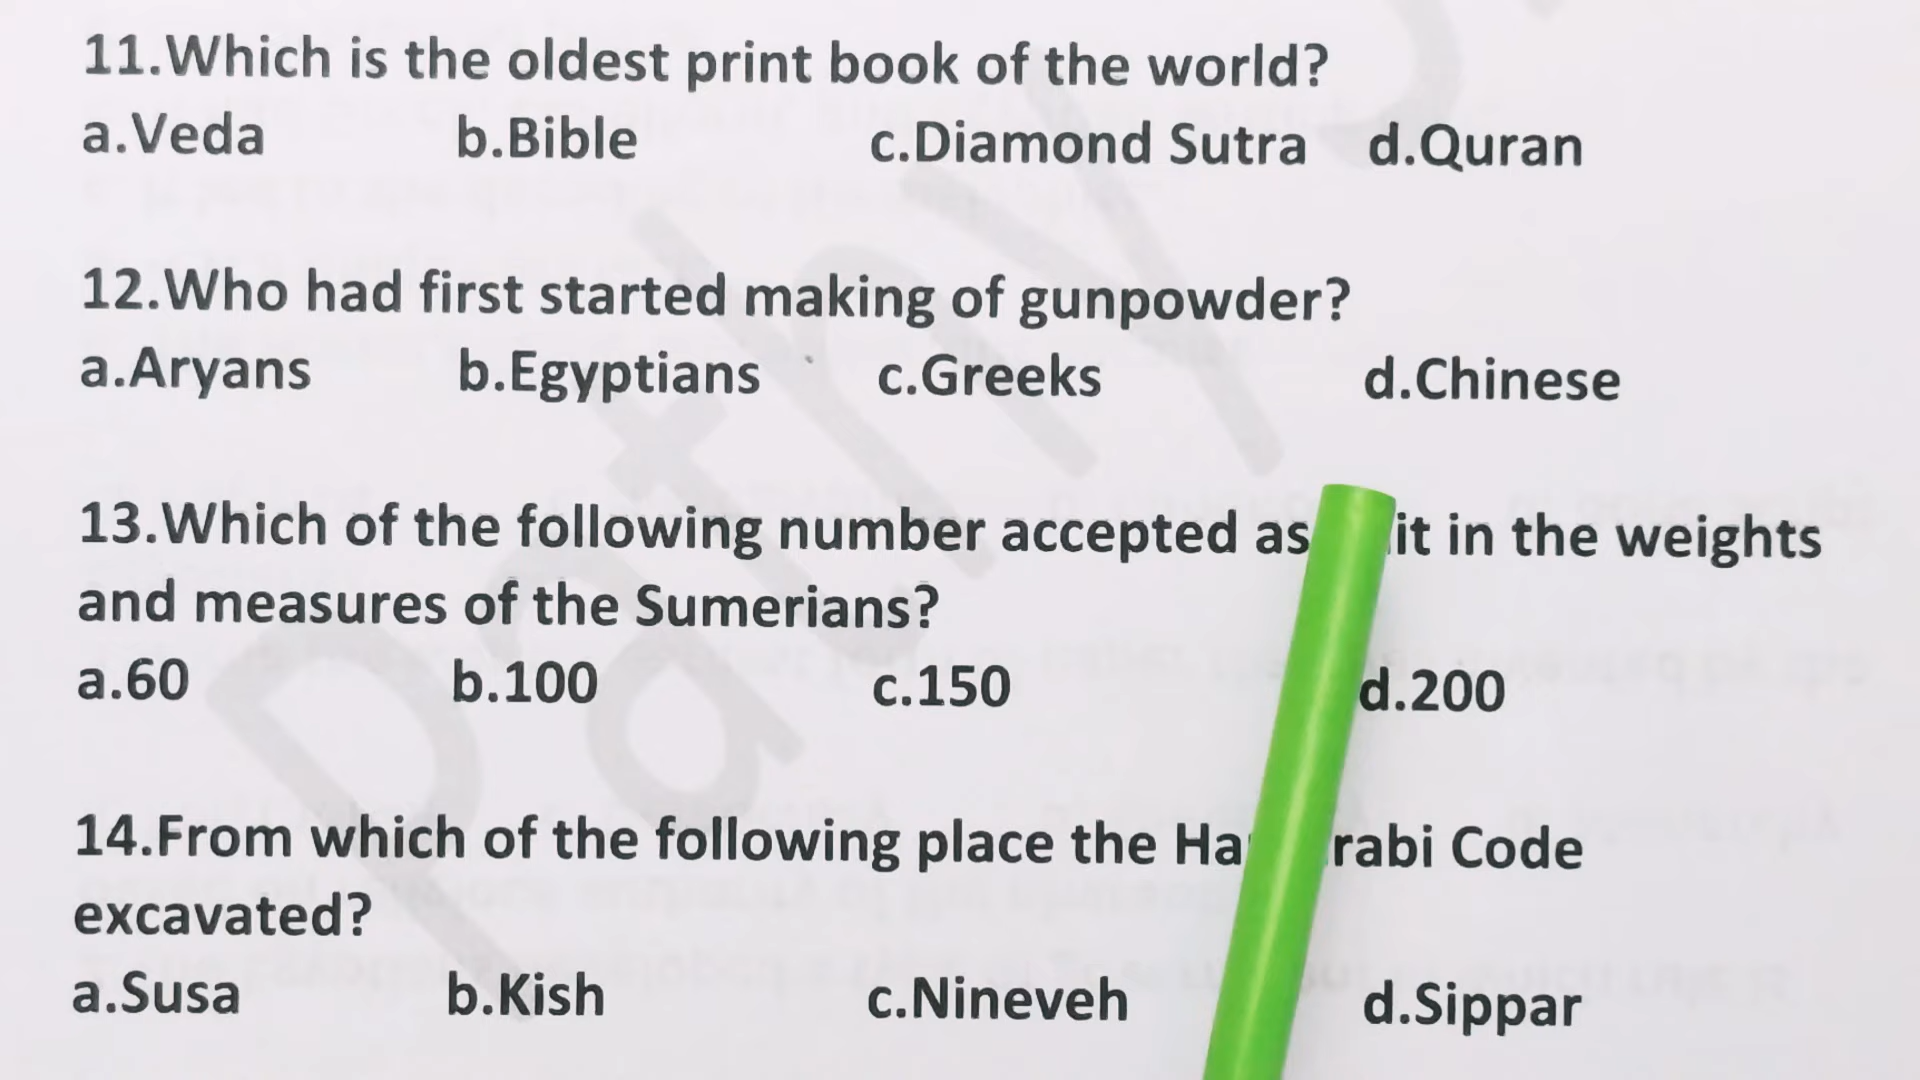 11.Which is the oldest print book of the world?
a.Veda b.Bible c.Diamond Sutra d.Quran
12.Who had first started making of gunpowder?
a.Aryans b.Egyptians c.Greeks d.Chinese
13.Which of the following number accepted as it in the weights
and measures of the Sumerians?
a.60 b.100 c.150 d.200
14.From which of the following place the Ha rabi Code
excavated?
a.Susa b.Kish c.Nineveh d.Sippar